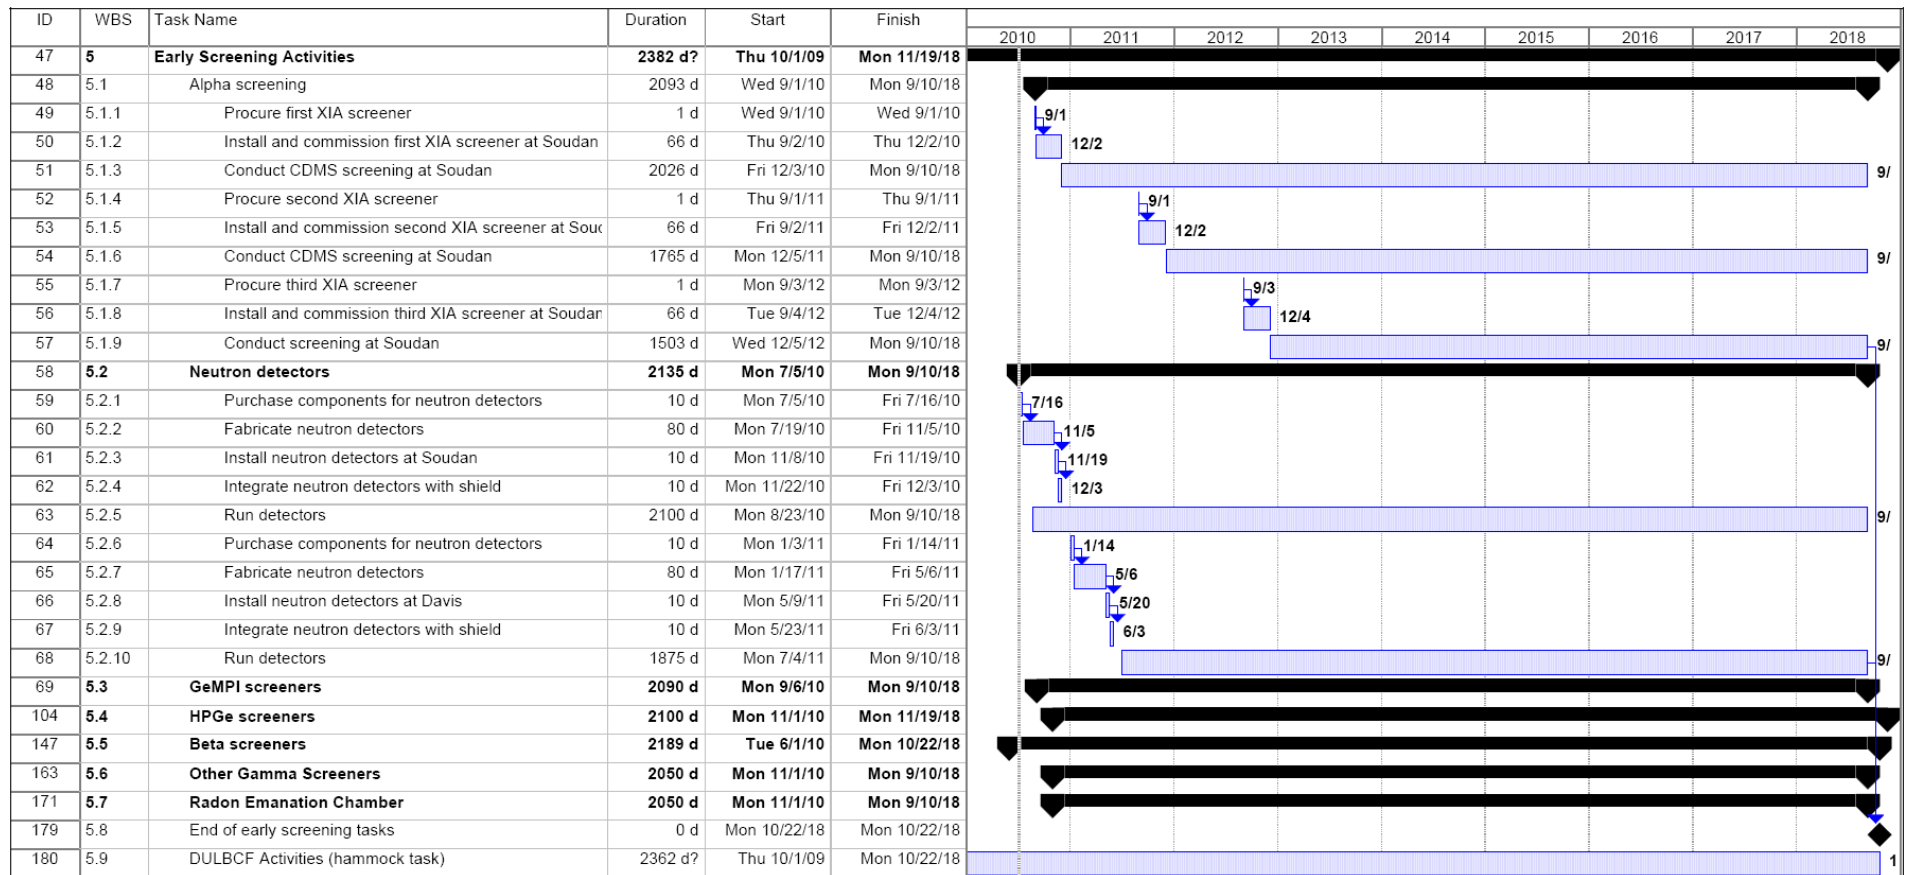 ID WBS Task Name Duration Start Finish
2010 2011 2012 2013 2014 2015 2016 2017 2018
47 5 Early Screening Activities 2382 d? Thu 10/1/09 Mon 11/19/18
48 5.1 Alpha screening 2093 d Wed 9/1/10 Mon 9/10/18
49 5.1.1 Procure first XIA screener 1 d Wed 9/1/10 Wed 9/1/10 9/1
50 5.1.2 Install and commission first XIA screener at Soudan 66 d Thu 9/2/10 Thu 12/2/10 12/2
51 5.1.3 Conduct CDMS screening at Soudan 2026 d Fri 12/3/10 Mon 9/10/18 9/
52 5.1.4 Procure second XIA screener 1 d Thu 9/1/11 Thu 9/1/11 9/1
53 5.1.5 Install and commission second XIA screener at Soud 66 d Fri 9/2/11 Fri 12/2/11 12/2
54 5.1.6 Conduct CDMS screening at Soudan 1765 d Mon 12/5/11 Mon 9/10/18 9/
55 5.1.7 Procure third XIA screener 1 d Mon 9/3/12 Mon 9/3/12 9/3
56 5.1.8 Install and commission third XIA screener at Soudan 66 d Tue 9/4/12 Tue 12/4/12 12/4
57 5.1.9 Conduct screening at Soudan 1503 d Wed 12/5/12 Mon 9/10/18 9/
58 5.2 Neutron detectors 2135 d Mon 7/5/10 Mon 9/10/18
59 5.2.1 Purchase components for neutron detectors 10 d Mon 7/5/10 Fri 7/16/10 7/16
60 5.2.2 Fabricate neutron detectors 80 d Mon 7/19/10 Fri 11/5/10 11/5
61 5.2.3 Install neutron detectors at Soudan 10 d Mon 11/8/10 Fri 11/19/10 11/19
62 5.2.4 Integrate neutron detectors with shield 10 d Mon 11/22/10 Fri 12/3/10 12/3
63 5.2.5 Run detectors 2100 d Mon 8/23/10 Mon 9/10/18 9/
64 5.2.6 Purchase components for neutron detectors 10 d Mon 1/3/11 Fri 1/14/11 1/14
65 5.2.7 Fabricate neutron detectors 80 d Mon 1/17/11 Fri 5/6/11 5/6
66 5.2.8 Install neutron detectors at Davis 10 d Mon 5/9/11 Fri 5/20/11 5/20
67 5.2.9 Integrate neutron detectors with shield 10 d Mon 5/23/11 Fri 6/3/11 6/3
68 5.2.10 Run detectors 1875 d Mon 7/4/11 Mon 9/10/18 9/
69 5.3 GeMPI screeners 2090 d Mon 9/6/10 Mon 9/10/18
104 5.4 HPGe screeners 2100 d Mon 11/1/10 Mon 11/19/18
147 5.5 Beta screeners 2189 d Tue 6/1/10 Mon 10/22/18
163 5.6 Other Gamma Screeners 2050 d Mon 11/1/10 Mon 9/10/18
171 5.7 Radon Emanation Chamber 2050 d Mon 11/1/10 Mon 9/10/18
179 5.8 End of early screening tasks 0 d Mon 10/22/18 Mon 10/22/18
180 5.9 DULBCF Activities (hammock task) 2362 d? Thu 10/1/09 Mon 10/22/18 1